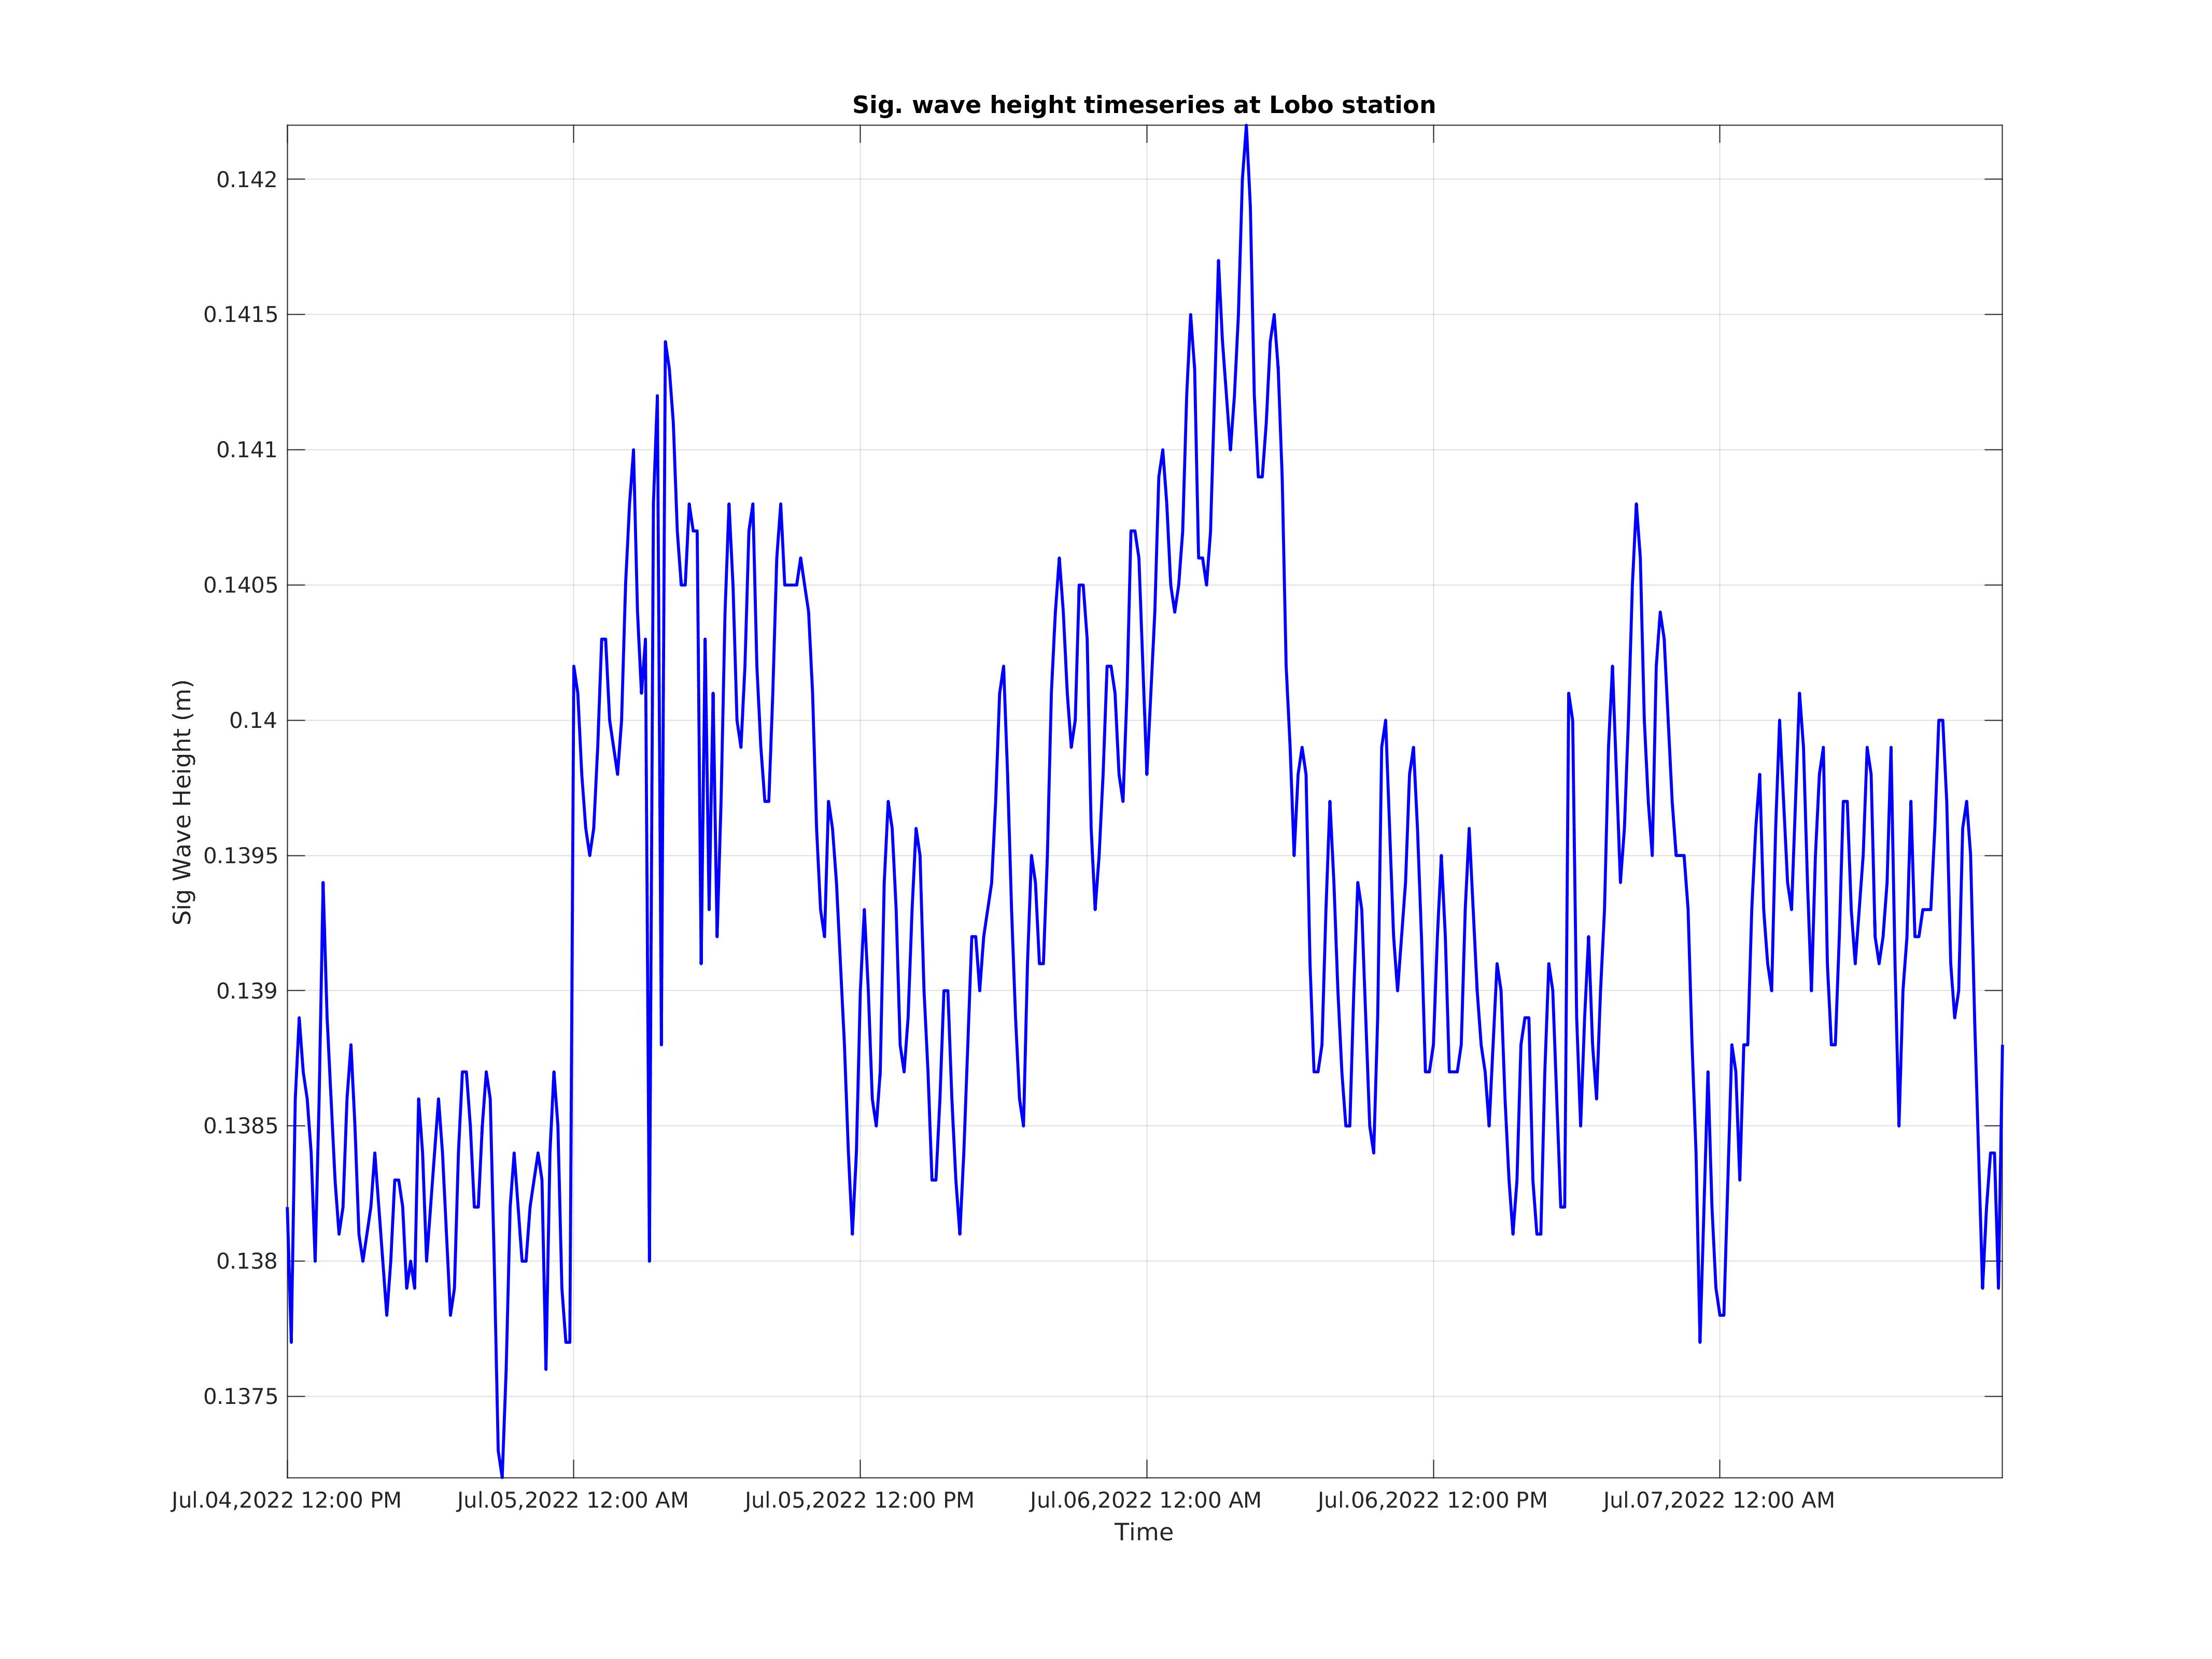 Sig. wave height timeseries at Lobo station
0.142
0.1415
0.141
0.1405
0.14
0.1395
0.139
0.1385
0.138
0.1375
Sig Wave Height (m)
Jul.04,2022 12:00 PM
Jul.05,2022 12:00 AM
Jul.05,2022 12:00 PM
Jul.06,2022 12:00 AM
Jul.06,2022 12:00 PM
Jul.07,2022 12:00 AM
Time